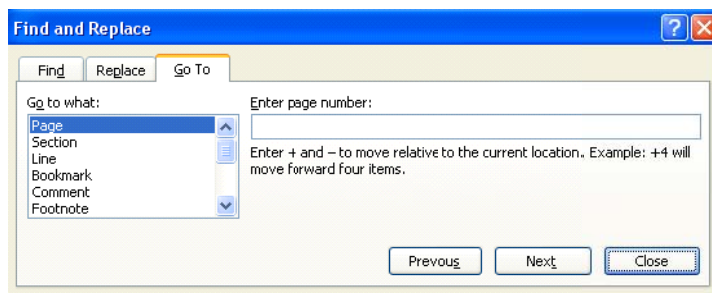 Find and Replace
Find Replace Go To
Go to what:
Enter page number:
Page
Section
Line
Bookmark
Comment
Footnote
Enter + and – to move relative to the current location. Example: +4 will
move forward four items.
Prevous Next Close